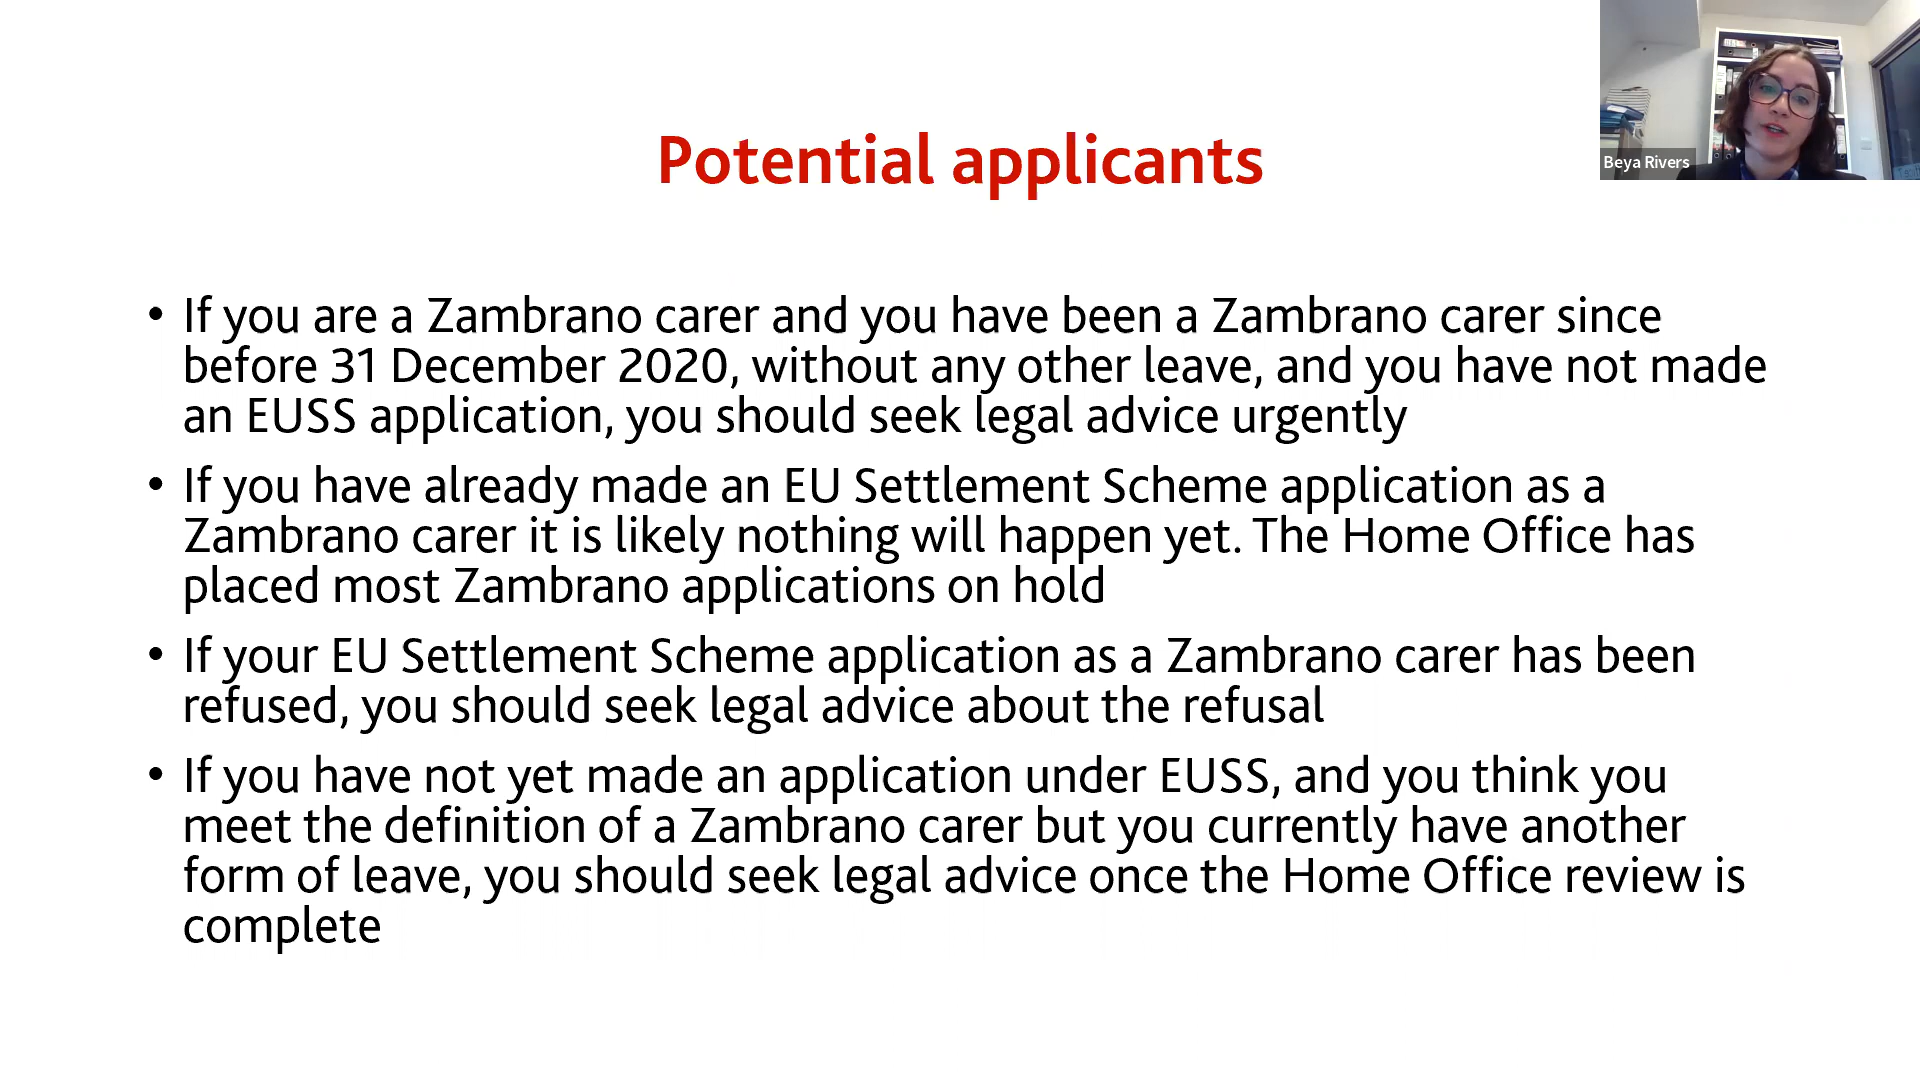 Potential applicants
Beya Rivers
• If you are a Zambrano carer and you have been a Zambrano carer since
before 31 December 2020, without any other leave, and you have not made
an EUSS application, you should seek legal advice urgently
• If you have already made an EU Settlement Scheme application as a
Zambrano carer it is likely nothing will happen yet. The Home Office has
placed most Zambrano applications on hold
• If your EU Settlement Scheme application as a Zambrano carer has been
refused, you should seek legal advice about the refusal
• If you have not yet made an application under EUSS, and you think you
meet the definition of a Zambrano carer but you currently have another
form of leave, you should seek legal advice once the Home Office review is
complete